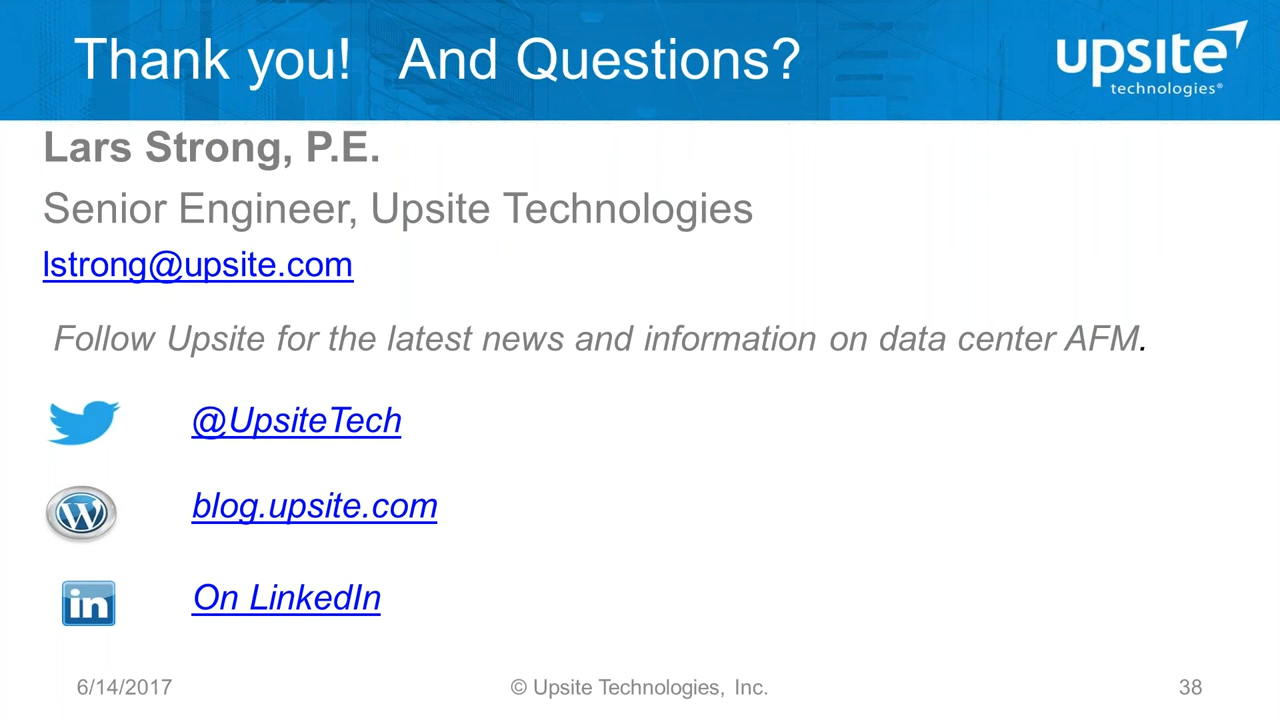 Thank you! And Questions?
upsite
technologies®
Lars Strong, P.E.
Senior Engineer, Upsite Technologies
lstrong@upsite.com
Follow Upsite for the latest news and information on data center AFM.
@UpsiteTech
W
blog.upsite.com
in
On LinkedIn
6/14/2017
© Upsite Technologies, Inc.
38